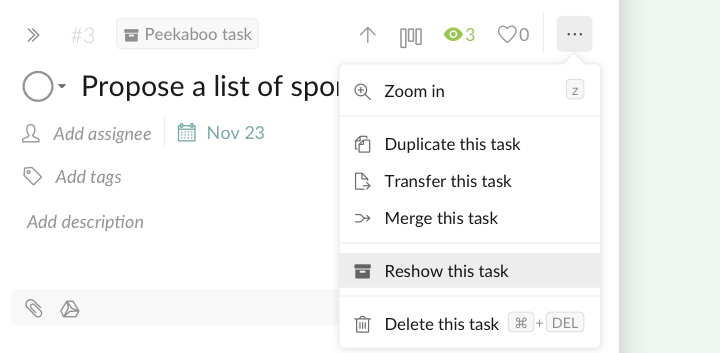 #3 Peekaboo task 3 0 ...
Propose a list of spo
Add assignee Nov 23
Add tags
Add description
Zoom in z
Duplicate this task
Transfer this task
Merge this task
Reshow this task
Delete this task ⌘ + DEL